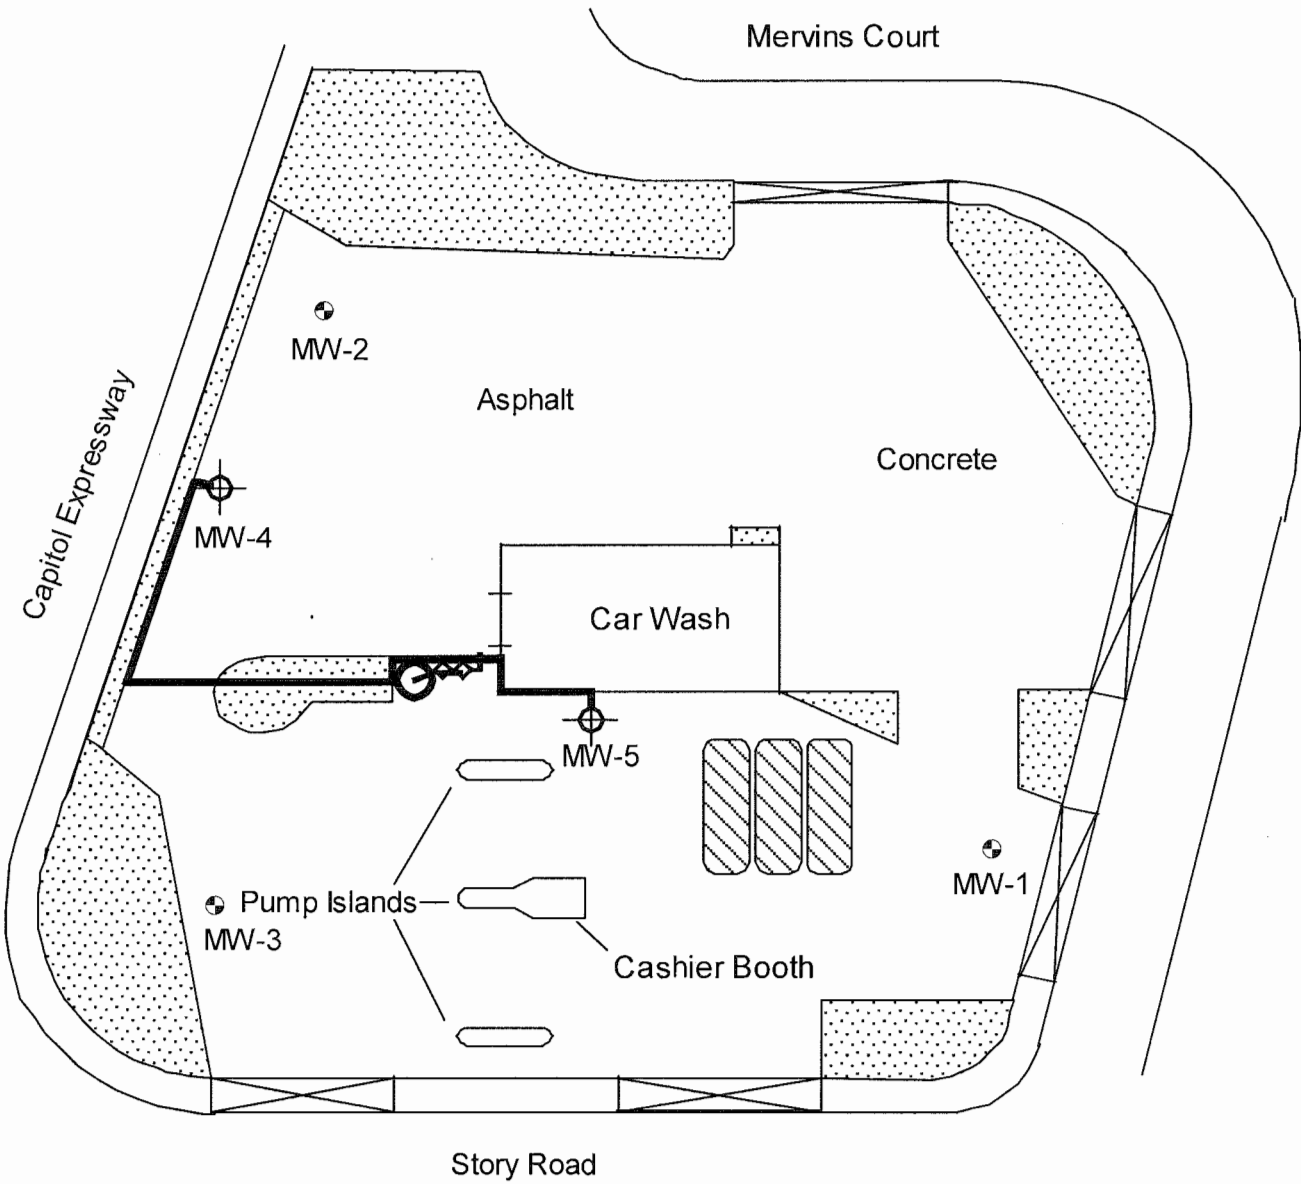 Mervins Court
MW-2
Asphalt
Capitol Expressway
Concrete
MW-4
Car Wash
MW-5
MW-1
Pump Islands
MW-3
Cashier Booth
Story Road